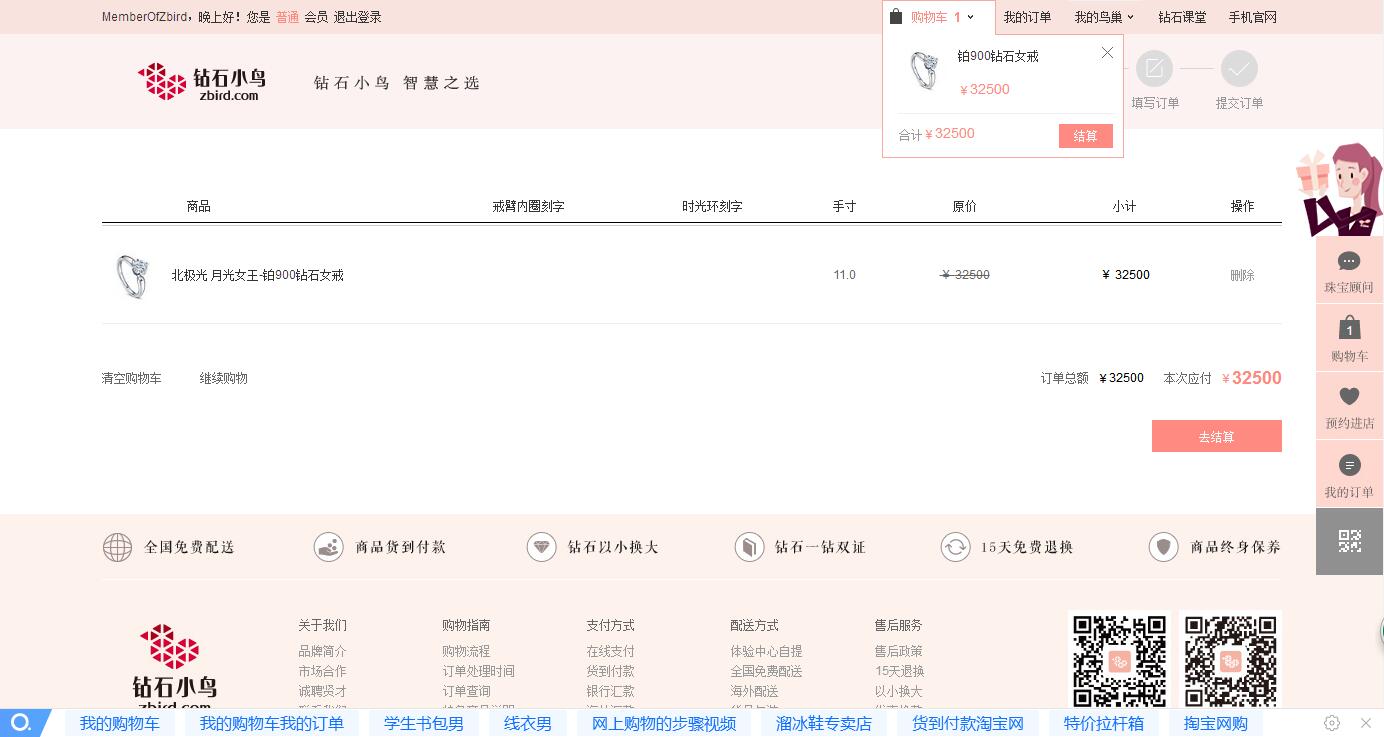 MemberOfZbird，晚上好！您是 普通 会员 退出登录
购物车 1 我的订单 我的鸟巢 钻石课堂 手机官网
钻石小鸟
zbird.com
钻石小鸟 智慧之选
铂900钻石女戒
¥32500
合计¥32500 结算
填写订单 提交订单
商品 戒臂内圈刻字 时光环刻字 手寸 原价 小计 操作
北极光 月光女王-铂900钻石女戒 11.0 ¥ 32500 ¥ 32500 删除
清空购物车 继续购物 订单总额 ¥32500 本次应付 ¥32500
去结算
珠宝顾问
1
购物车
预约进店
我的订单
全国免费配送 商品货到付款 钻石以小换大 钻石一钻双证 15天免费退换 商品终身保养
钻石小鸟
zbird.com
关于我们 购物指南 支付方式 配送方式 售后服务
品牌简介 购物流程 在线支付 体验中心自提 售后政策
市场合作 订单处理时间 货到付款 全国免费配送 15天退换
诚聘贤才 订单查询 银行汇款 海外配送 以小换大
我的购物车 我的购物车我的订单 学生书包男 线衣男 网上购物的步骤视频 溜冰鞋专卖店 货到付款淘宝网 特价拉杆箱 淘宝网购